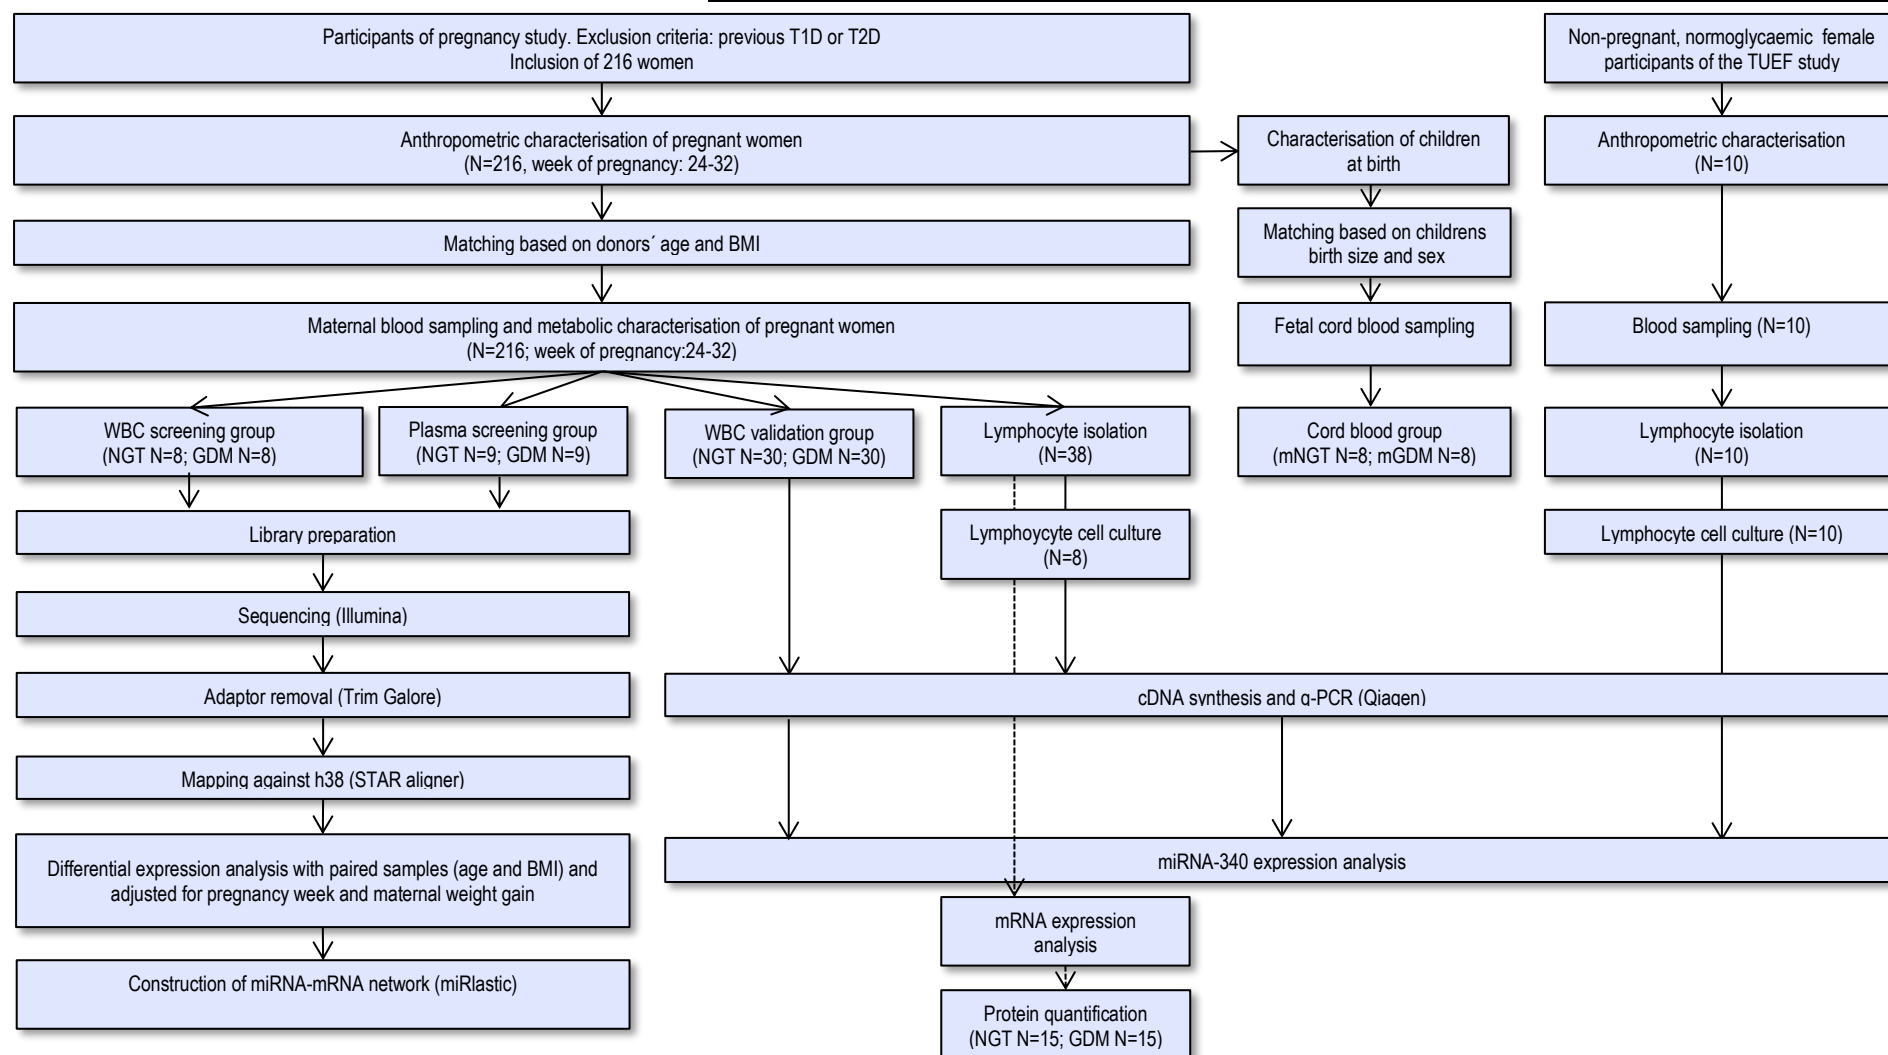 Participants of pregnancy study. Exclusion criteria: previous T1D or T2D
Inclusion of 216 women
Non-pregnant, normoglycaemic female
participants of the TUEF study
Anthropometric characterisation of pregnant women
(N=216, week of pregnancy: 24-32)
Characterisation of children
at birth
Anthropometric characterisation
(N=10)
Matching based on donors´ age and BMI
Matching based on childrens
birth size and sex
Maternal blood sampling and metabolic characterisation of pregnant women
(N=216; week of pregnancy:24-32)
Fetal cord blood sampling
Blood sampling (N=10)
WBC screening group
(NGT N=8; GDM N=8)
Plasma screening group
(NGT N=9; GDM N=9)
WBC validation group
(NGT N=30; GDM N=30)
Lymphocyte isolation
(N=38)
Cord blood group
(mNGT N=8; mGDM N=8)
Lymphocyte isolation
(N=10)
Library preparation
Lymphoycyte cell culture
(N=8)
Lymphocyte cell culture (N=10)
Sequencing (Illumina)
Adaptor removal (Trim Galore)
cDNA synthesis and q-PCR (Qiagen)
Mapping against h38 (STAR aligner)
Differential expression analysis with paired samples (age and BMI) and
adjusted for pregnancy week and maternal weight gain
miRNA-340 expression analysis
mRNA expression
analysis
Construction of miRNA-mRNA network (miRlastic)
Protein quantification
(NGT N=15; GDM N=15)